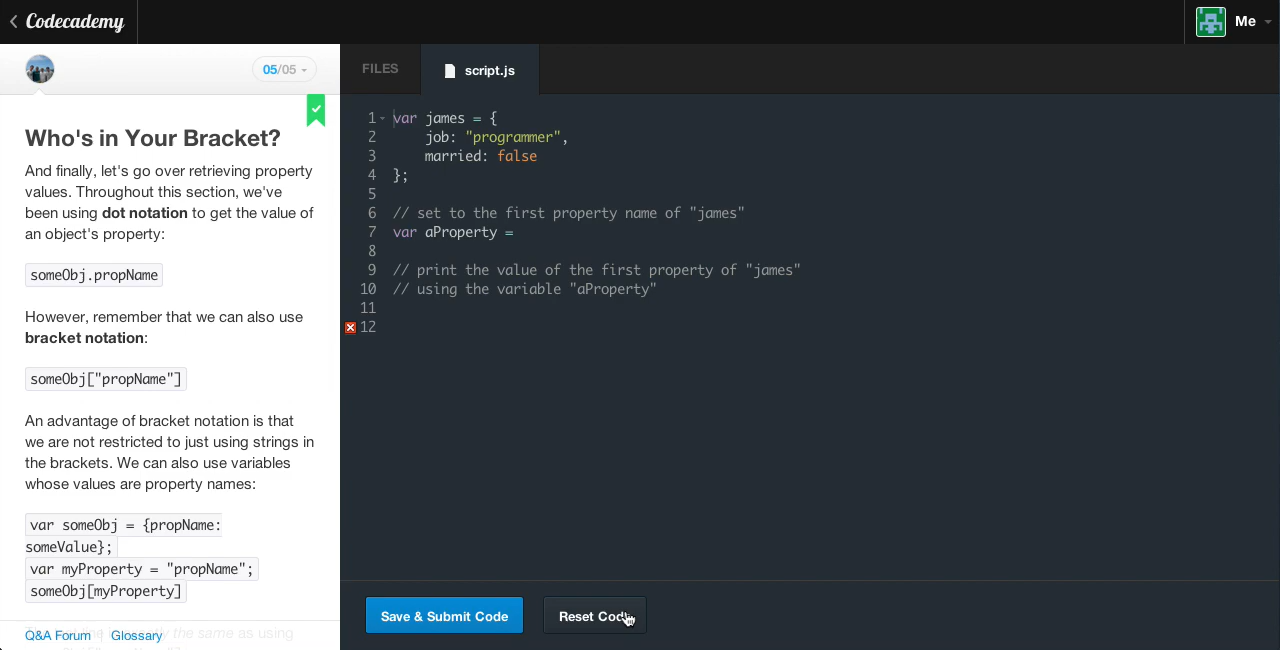 Codecademy
Me
05/05
FILES
script.js
Who's in Your Bracket?
And finally, let's go over retrieving property
values. Throughout this section, we've
been using dot notation to get the value of
an object's property:
someObj.propName
However, remember that we can also use
bracket notation:
someObj["propName"]
An advantage of bracket notation is that
we are not restricted to just using strings in
the brackets. We can also use variables
whose values are property names:
var someObj = {propName:
someValue};
var myProperty = "propName";
someObj[myProperty]
the same as using
Q&A Forum | Glossary
1 var james = {
2 job: "programmer",
3 married: false
4 };
5
6 // set to the first property name of "james"
7 var aProperty =
8
9 // print the value of the first property of "james"
10 // using the variable "aProperty"
11
12
Save & Submit Code
Reset Code